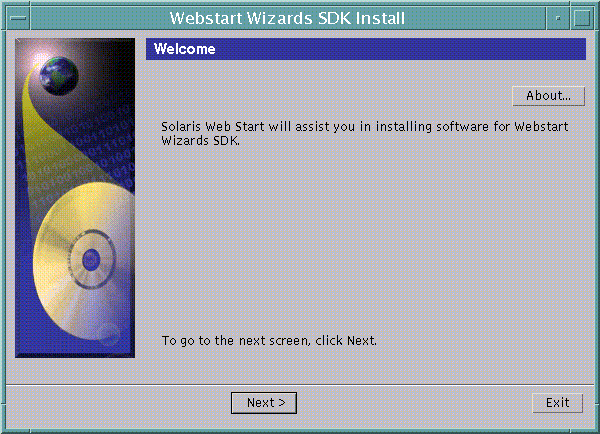 Webstart Wizards SDK Install
Welcome
About...
Solaris Web Start will assist you in installing software for Webstart
Wizards SDK.
To go to the next screen, click Next.
Next >
Exit